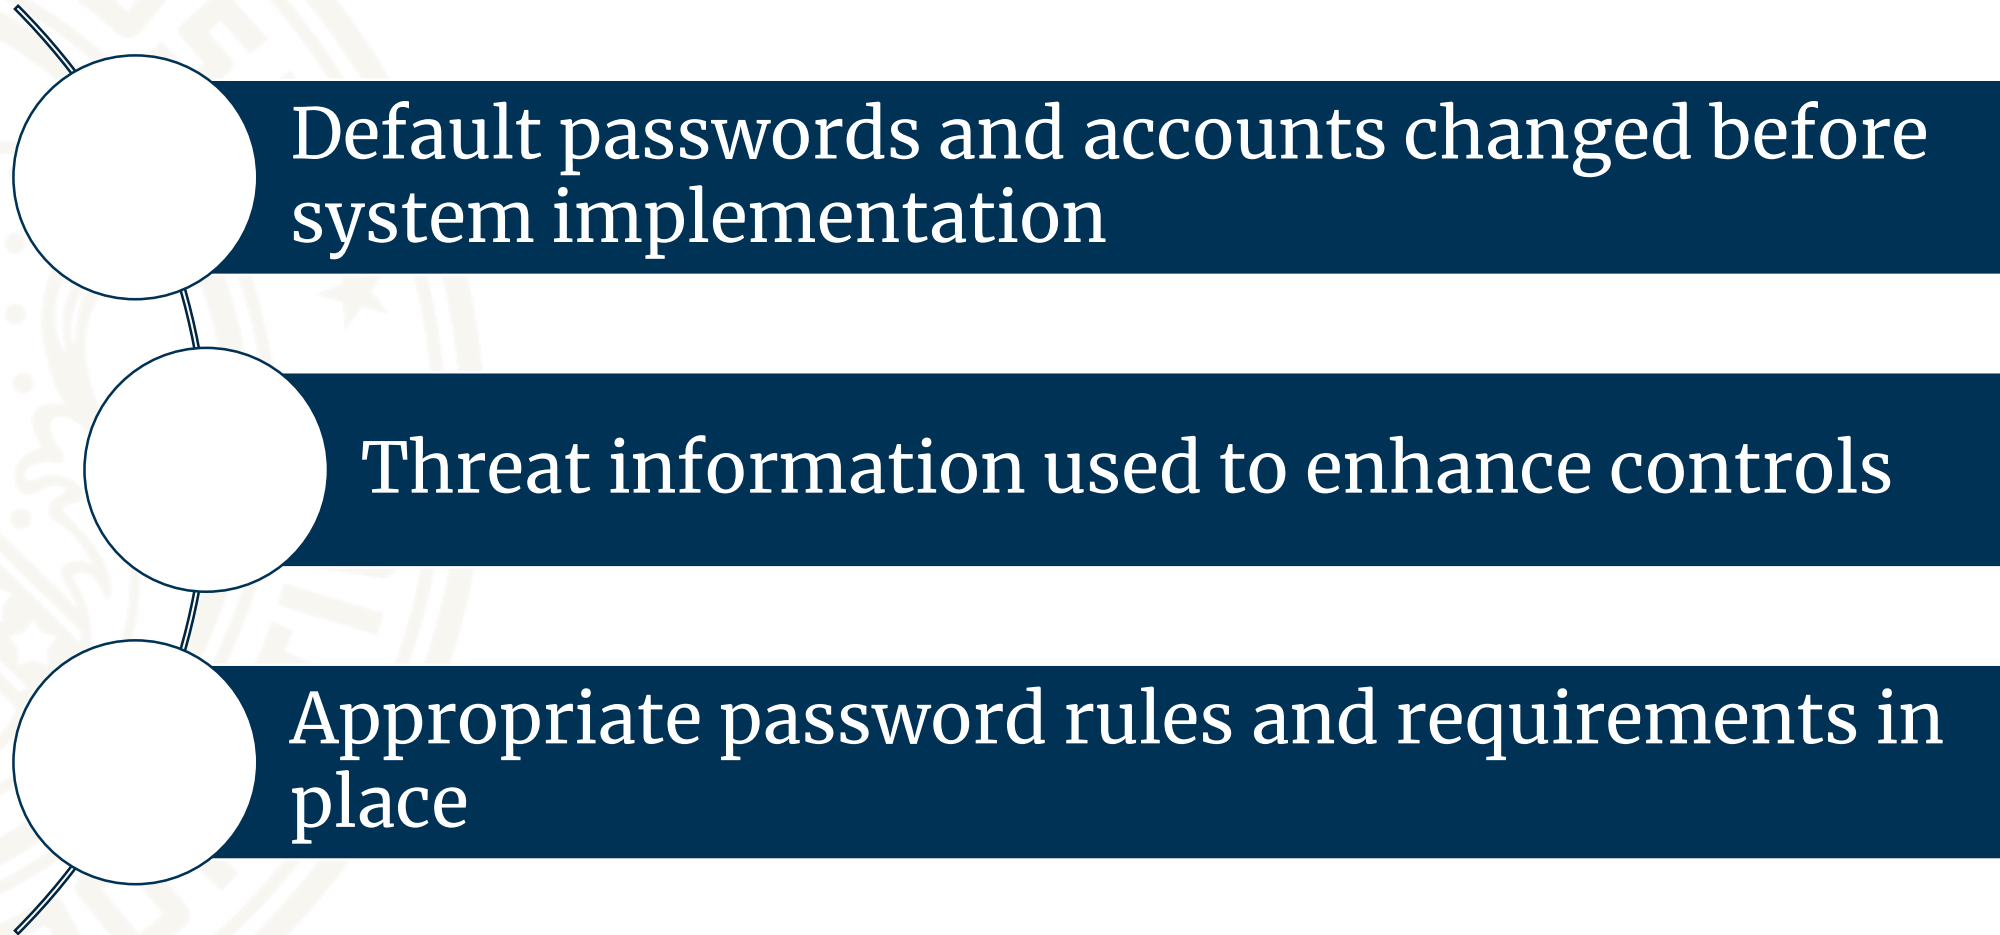 Default passwords and accounts changed before
system implementation
Threat information used to enhance controls
Appropriate password rules and requirements in
place